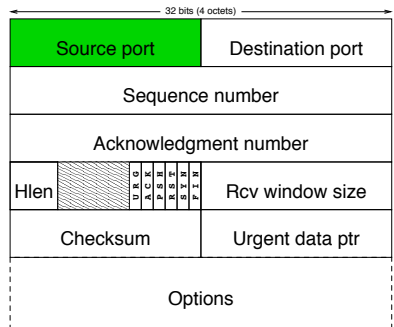 32 bits (4 octets)
Source port
Destination port
Sequence number
Acknowledgment number
Hlen
URG
ACK
PSH
RST
SIN
FIN
Rcv window size
Checksum
Urgent data ptr
Options